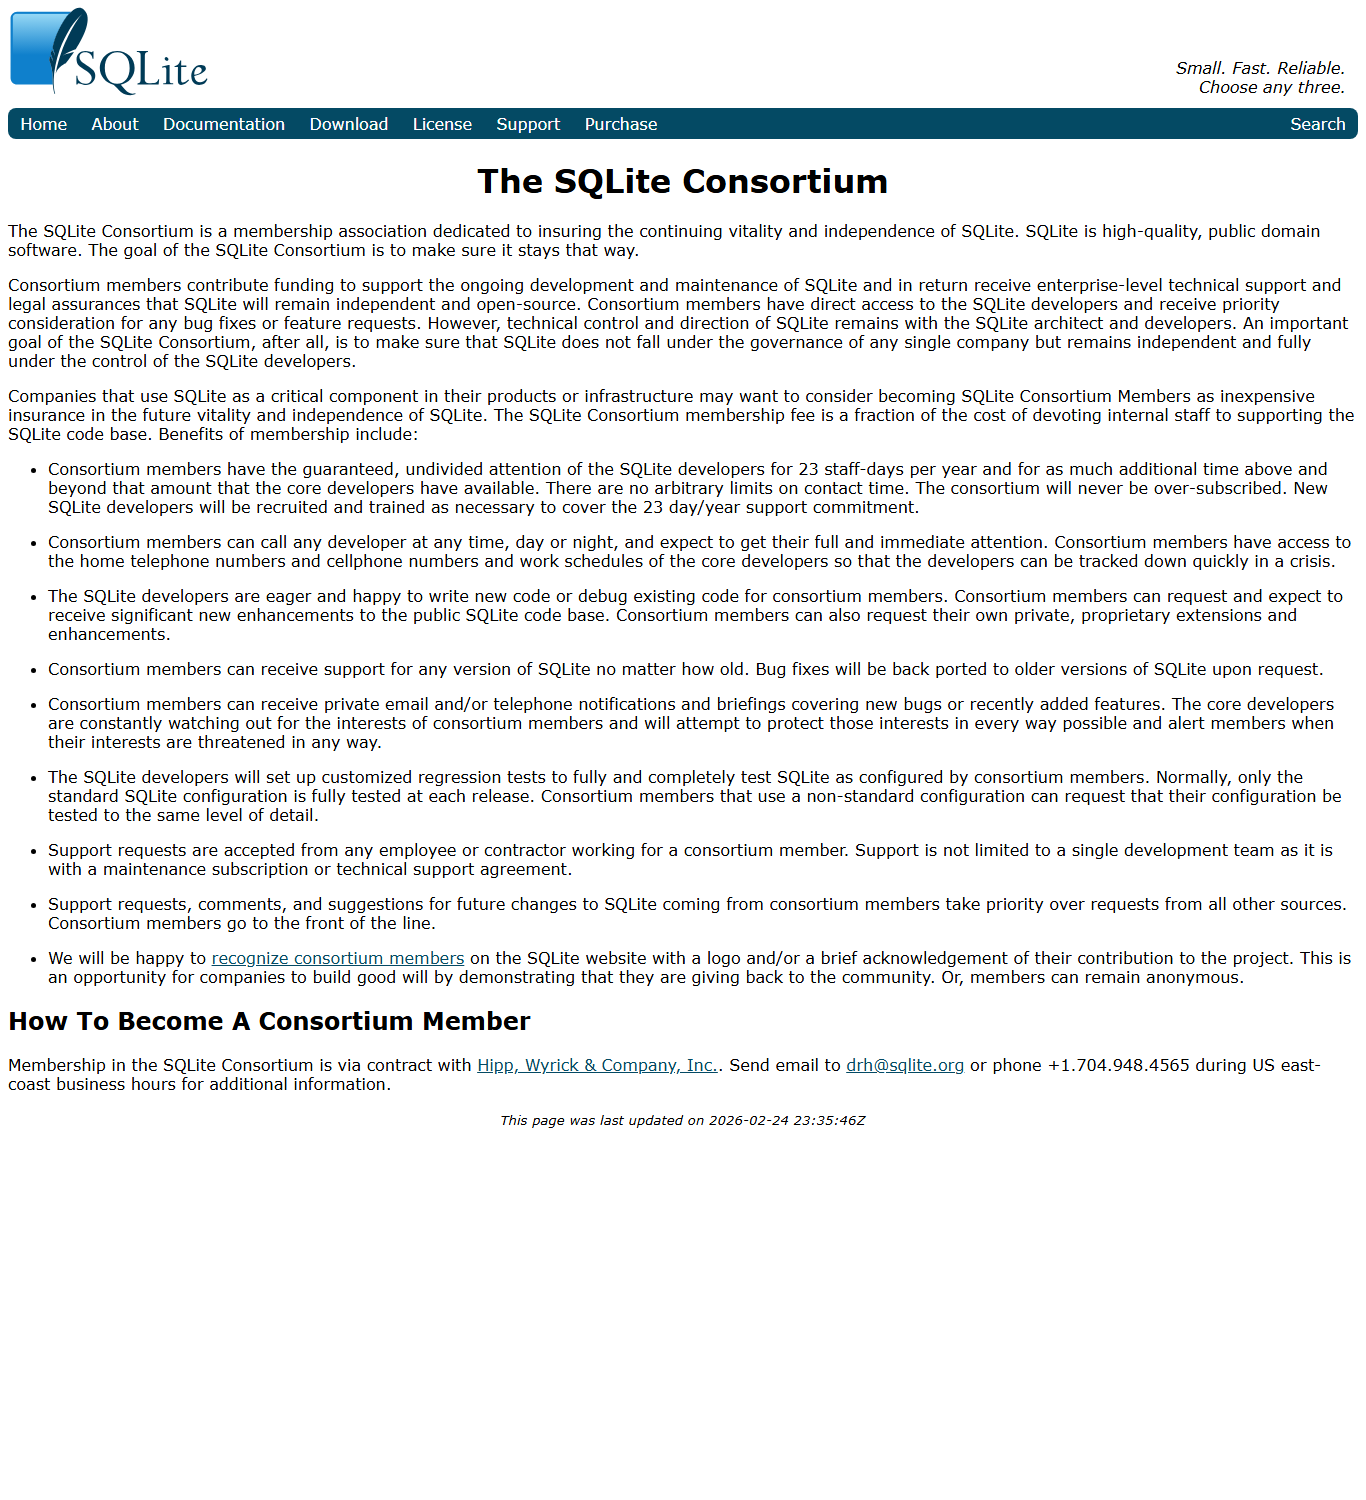 SQLite
Small. Fast. Reliable.
Choose any three.
Home About Documentation Download License Support Purchase Search
The SQLite Consortium
The SQLite Consortium is a membership association dedicated to insuring the continuing vitality and independence of SQLite. SQLite is high-quality, public domain
software. The goal of the SQLite Consortium is to make sure it stays that way.
Consortium members contribute funding to support the ongoing development and maintenance of SQLite and in return receive enterprise-level technical support and
legal assurances that SQLite will remain independent and open-source. Consortium members have direct access to the SQLite developers and receive priority
consideration for any bug fixes or feature requests. However, technical control and direction of SQLite remains with the SQLite architect and developers. An important
goal of the SQLite Consortium, after all, is to make sure that SQLite does not fall under the governance of any single company but remains independent and fully
under the control of the SQLite developers.
Companies that use SQLite as a critical component in their products or infrastructure may want to consider becoming SQLite Consortium Members as inexpensive
insurance in the future vitality and independence of SQLite. The SQLite Consortium membership fee is a fraction of the cost of devoting internal staff to supporting the
SQLite code base. Benefits of membership include:
• Consortium members have the guaranteed, undivided attention of the SQLite developers for 23 staff-days per year and for as much additional time above and
beyond that amount that the core developers have available. There are no arbitrary limits on contact time. The consortium will never be over-subscribed. New
SQLite developers will be recruited and trained as necessary to cover the 23 day/year support commitment.
• Consortium members can call any developer at any time, day or night, and expect to get their full and immediate attention. Consortium members have access to
the home telephone numbers and cellphone numbers and work schedules of the core developers so that the developers can be tracked down quickly in a crisis.
• The SQLite developers are eager and happy to write new code or debug existing code for consortium members. Consortium members can request and expect to
receive significant new enhancements to the public SQLite code base. Consortium members can also request their own private, proprietary extensions and
enhancements.
• Consortium members can receive support for any version of SQLite no matter how old. Bug fixes will be back ported to older versions of SQLite upon request.
• Consortium members can receive private email and/or telephone notifications and briefings covering new bugs or recently added features. The core developers
are constantly watching out for the interests of consortium members and will attempt to protect those interests in every way possible and alert members when
their interests are threatened in any way.
• The SQLite developers will set up customized regression tests to fully and completely test SQLite as configured by consortium members. Normally, only the
standard SQLite configuration is fully tested at each release. Consortium members that use a non-standard configuration can request that their configuration be
tested to the same level of detail.
• Support requests are accepted from any employee or contractor working for a consortium member. Support is not limited to a single development team as it is
with a maintenance subscription or technical support agreement.
• Support requests, comments, and suggestions for future changes to SQLite coming from consortium members take priority over requests from all other sources.
Consortium members go to the front of the line.
• We will be happy to recognize consortium members on the SQLite website with a logo and/or a brief acknowledgement of their contribution to the project. This is
an opportunity for companies to build good will by demonstrating that they are giving back to the community. Or, members can remain anonymous.
How To Become A Consortium Member
Membership in the SQLite Consortium is via contract with Hipp, Wyrick & Company, Inc.. Send email to drh@sqlite.org or phone +1.704.948.4565 during US east-
coast business hours for additional information.
This page was last updated on 2026-02-24 23:35:46Z